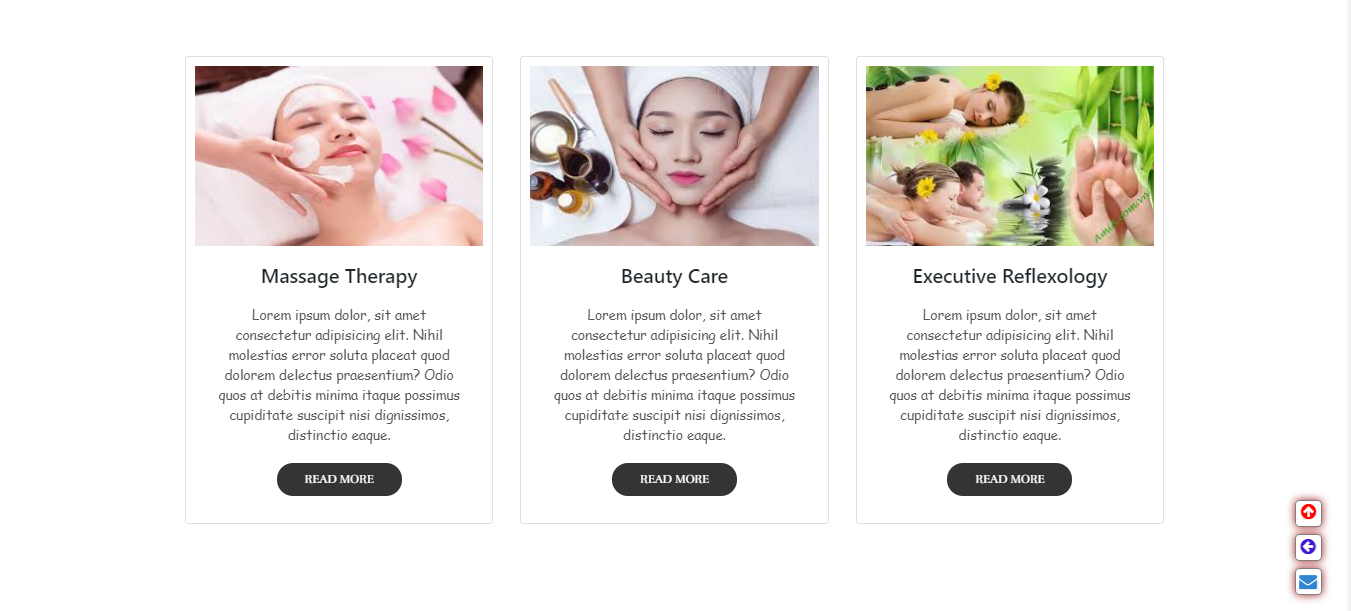 Massage Therapy
Lorem ipsum dolor, sit amet
consectetur adipisicing elit. Nihil
molestias error soluta placeat quod
dolorem delectus praesentium? Odio
quos at debitis minima itaque possimus
cupiditate suscipit nisi dignissimos,
distinctio eaque.
READ MORE
Beauty Care
Lorem ipsum dolor, sit amet
consectetur adipisicing elit. Nihil
molestias error soluta placeat quod
dolorem delectus praesentium? Odio
quos at debitis minima itaque possimus
cupiditate suscipit nisi dignissimos,
distinctio eaque.
READ MORE
Executive Reflexology
Lorem ipsum dolor, sit amet
consectetur adipisicing elit. Nihil
molestias error soluta placeat quod
dolorem delectus praesentium? Odio
quos at debitis minima itaque possimus
cupiditate suscipit nisi dignissimos,
distinctio eaque.
READ MORE